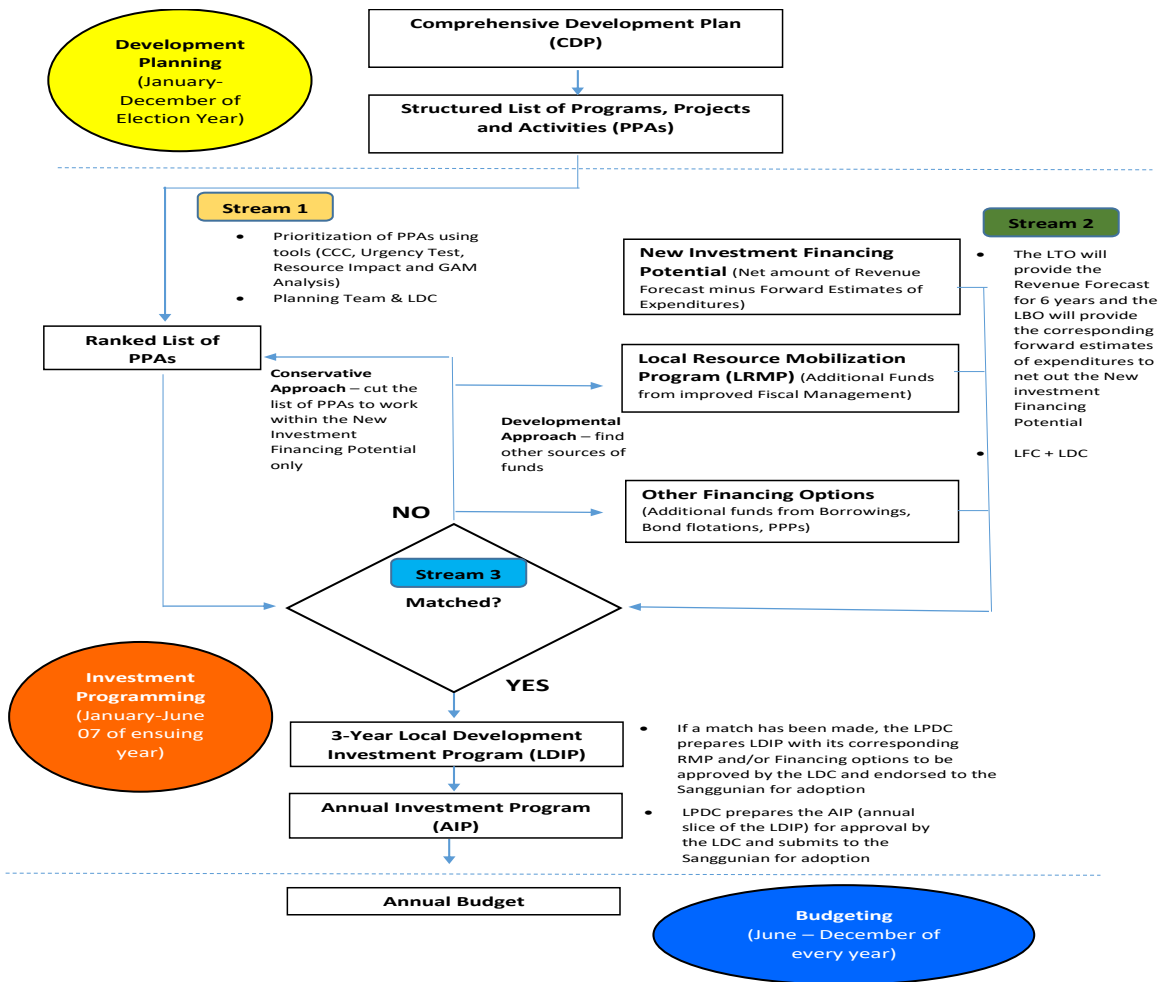 Development
Planning
(January-
December of
Election Year)
Comprehensive Development Plan
(CDP)
Structured List of Programs, Projects
and Activities (PPAs)
Stream 1
• Prioritization of PPAs using
tools (CCC, Urgency Test,
Resource Impact and GAM
Analysis)
• Planning Team & LDC
Ranked List of
PPAs
Conservative
Approach – cut the
list of PPAs to work
within the New
Investment
Financing Potential
only
Developmental
Approach – find
other sources of
funds
New Investment Financing
Potential (Net amount of Revenue
Forecast minus Forward Estimates of
Expenditures)
Local Resource Mobilization
Program (LRMP) (Additional Funds
from improved Fiscal Management)
Other Financing Options
(Additional funds from Borrowings,
Bond flotations, PPPs)
Stream 2
• The LTO will
provide the
Revenue Forecast
for 6 years and the
LBO will provide
the corresponding
forward estimates
of expenditures to
net out the New
investment
Financing
Potential
• LFC + LDC
NO
Stream 3
Matched?
YES
Investment
Programming
(January-June
07 of ensuing
year)
3-Year Local Development
Investment Program (LDIP)
• If a match has been made, the LPDC
prepares LDIP with its corresponding
RMP and/or Financing options to be
approved by the LDC and endorsed to the
Sanggunian for adoption
Annual Investment Program
(AIP)
• LPDC prepares the AIP (annual
slice of the LDIP) for approval by
the LDC and submits to the
Sanggunian for adoption
Annual Budget
Budgeting
(June – December of
every year)